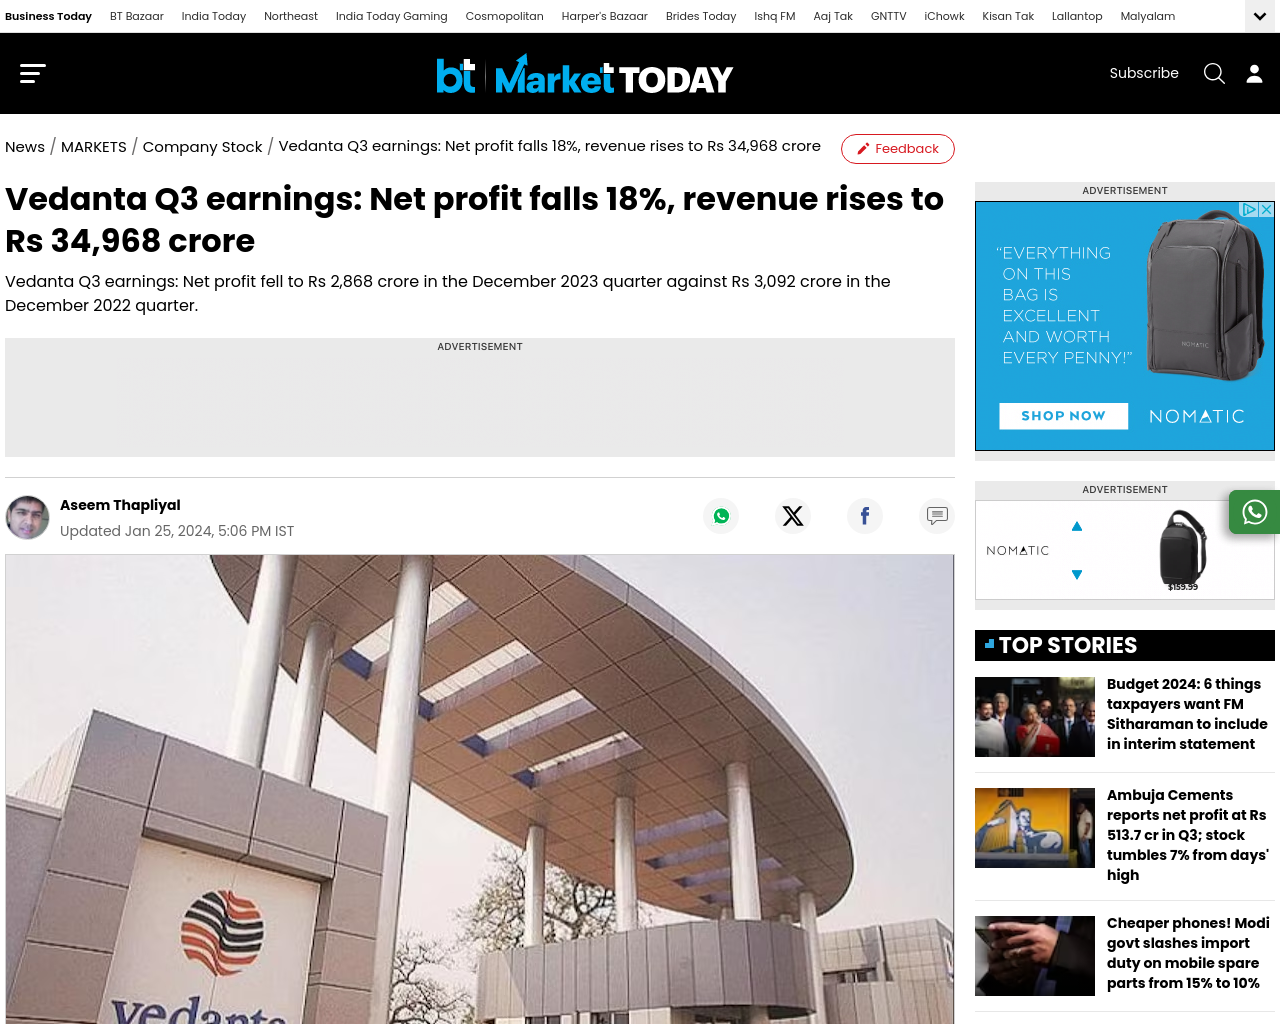 Business Today BT Bazaar India Today Northeast India Today Gaming Cosmopolitan Harper's Bazaar Brides Today Ishq FM Aaj Tak GNTTV iChowk Kisan Tak Lallantop Malyalam
bt Market TODAY
Subscribe
News / MARKETS / Company Stock / Vedanta Q3 earnings: Net profit falls 18%, revenue rises to Rs 34,968 crore
Feedback
Vedanta Q3 earnings: Net profit falls 18%, revenue rises to
Rs 34,968 crore
Vedanta Q3 earnings: Net profit fell to Rs 2,868 crore in the December 2023 quarter against Rs 3,092 crore in the
December 2022 quarter.
ADVERTISEMENT
Aseem Thapliyal
Updated Jan 25, 2024, 5:06 PM IST
vedanta
ADVERTISEMENT
“EVERYTHING
ON THIS
BAG IS
EXCELLENT
AND WORTH
EVERY PENNY!”
NOMATIC
SHOP NOW
NOMATIC
ADVERTISEMENT
NOMATIC
$159.99
TOP STORIES
Budget 2024: 6 things
taxpayers want FM
Sitharaman to include
in interim statement
Ambuja Cements
reports net profit at Rs
513.7 cr in Q3; stock
tumbles 7% from days'
high
Cheaper phones! Modi
govt slashes import
duty on mobile spare
parts from 15% to 10%